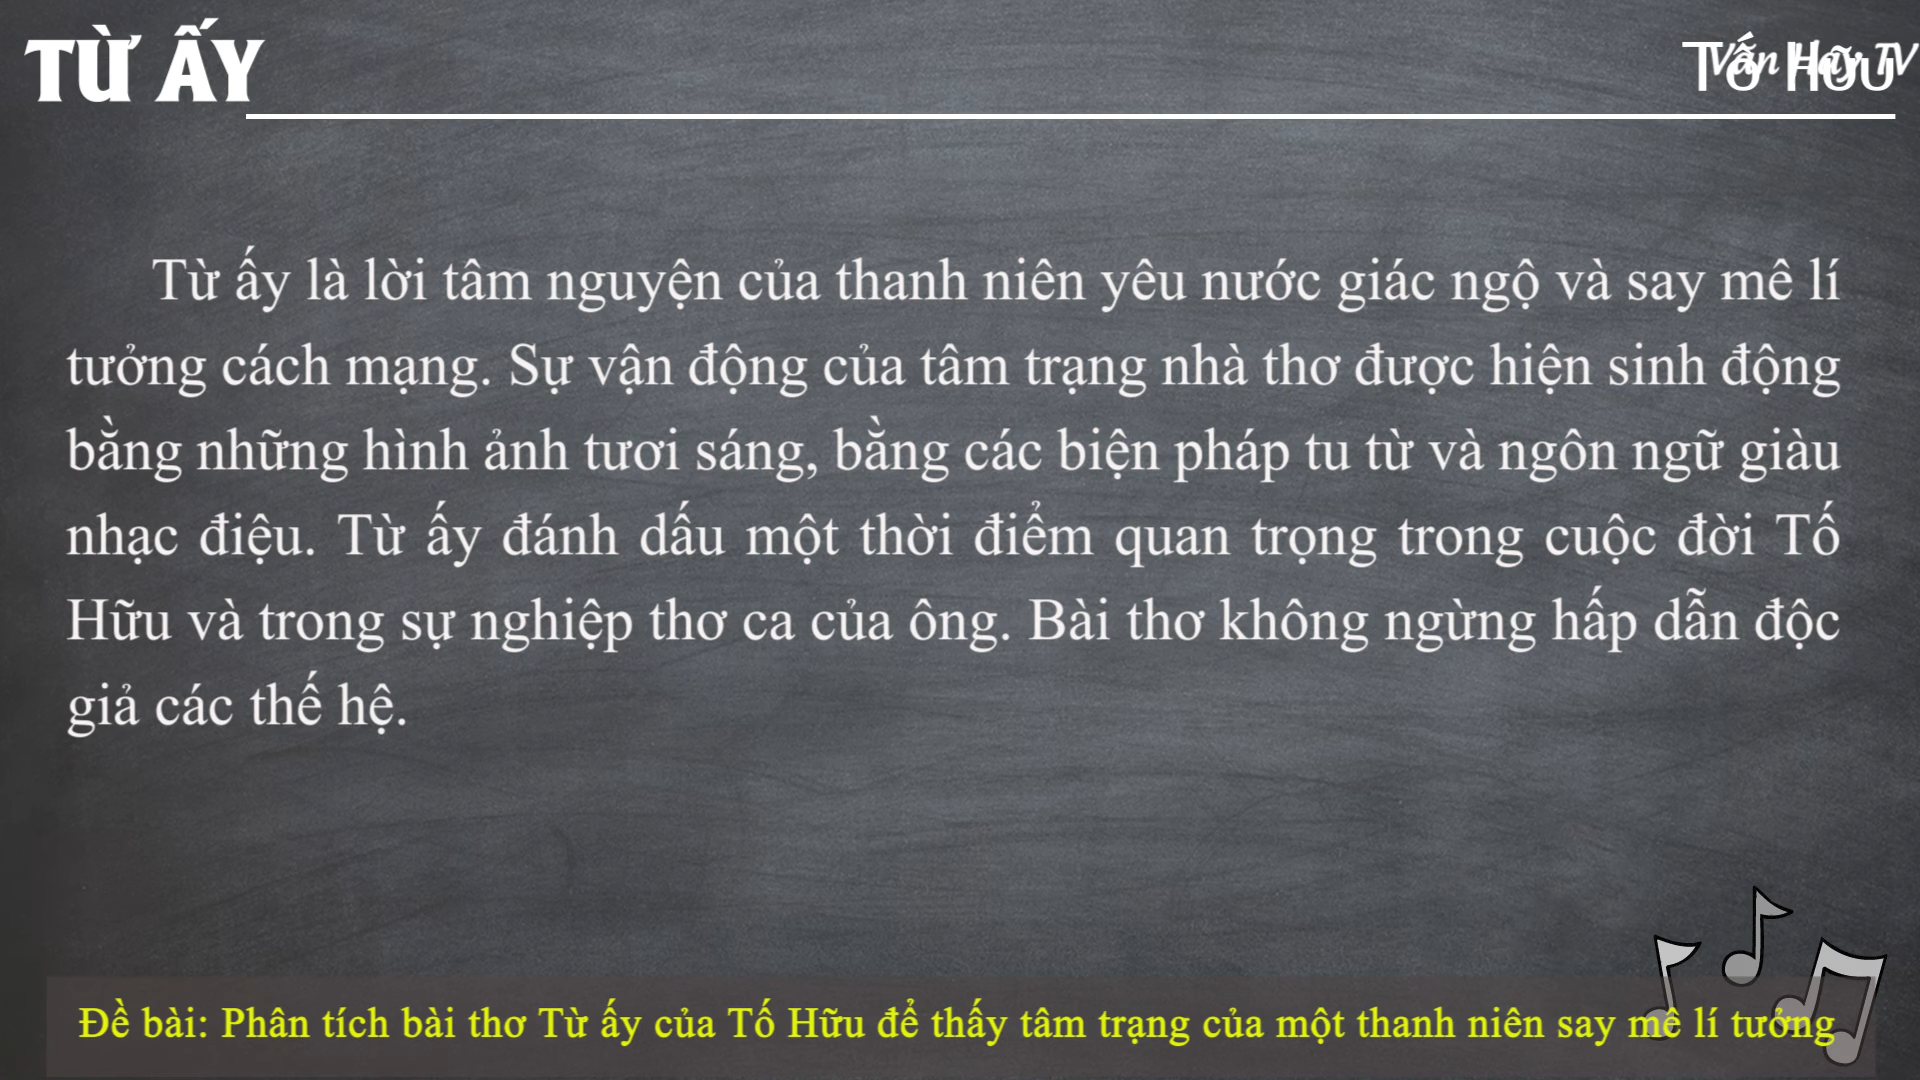 TỪ ẤY
Tố Hữu
Văn Hay TV
Từ ấy là lời tâm nguyện của thanh niên yêu nước giác ngộ và say mê lí
tưởng cách mạng. Sự vận động của tâm trạng nhà thơ được hiện sinh động
bằng những hình ảnh tươi sáng, bằng các biện pháp tu từ và ngôn ngữ giàu
nhạc điệu. Từ ấy đánh dấu một thời điểm quan trọng trong cuộc đời Tố
Hữu và trong sự nghiệp thơ ca của ông. Bài thơ không ngừng hấp dẫn độc
giả các thế hệ.
Đề bài: Phân tích bài thơ Từ ấy của Tố Hữu để thấy tâm trạng của một thanh niên say mê lí tưởng